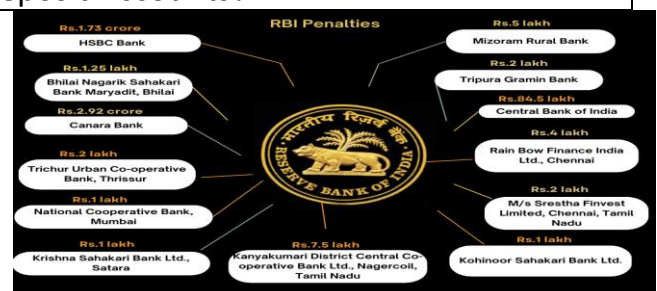 RBI Penalties
Rs.1.73 crore
HSBC Bank
Rs.1.25 lakh
Bhilai Nagarik Sahakari
Bank Maryadit, Bhilai
Rs.2.92 crore
Canara Bank
Rs.2 lakh
Trichur Urban Co-operative
Bank, Thrissur
Rs.1 lakh
National Cooperative Bank,
Mumbai
Rs.1 lakh
Krishna Sahakari Bank Ltd.,
Satara
भारतीय रिज़र्व बैंक
RESERVE BANK OF INDIA
Rs.7.5 lakh
Kanyakumari District Central Co-
operative Bank Ltd., Nagercoil,
Tamil Nadu
Rs.5 lakh
Mizoram Rural Bank
Rs.2 lakh
Tripura Gramin Bank
Rs.84.5 lakh
Central Bank of India
Rs.4 lakh
Rain Bow Finance India
Ltd., Chennai
Rs.2 lakh
M/s Srestha Finvest
Limited, Chennai, Tamil
Nadu
Rs.1 lakh
Kohinoor Sahakari Bank Ltd.